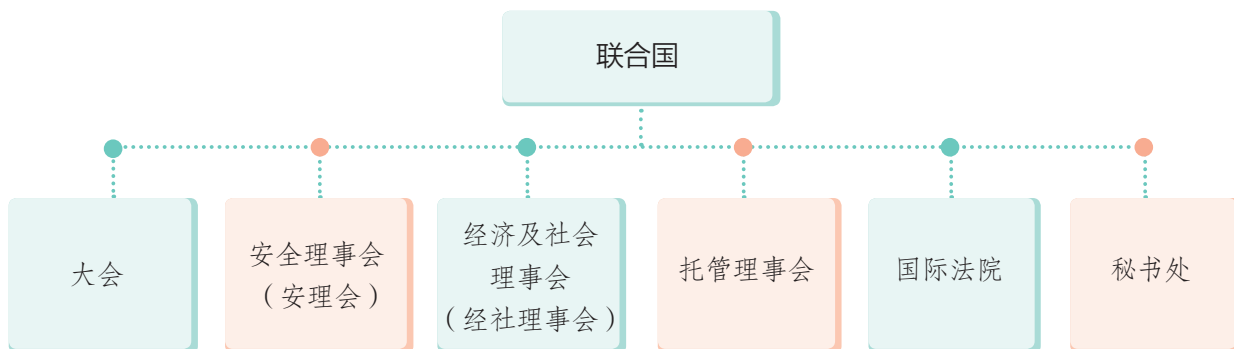 联合国
大会
安全理事会
（安理会）
经济及社会
理事会
（经社理事会）
托管理事会
国际法院
秘书处